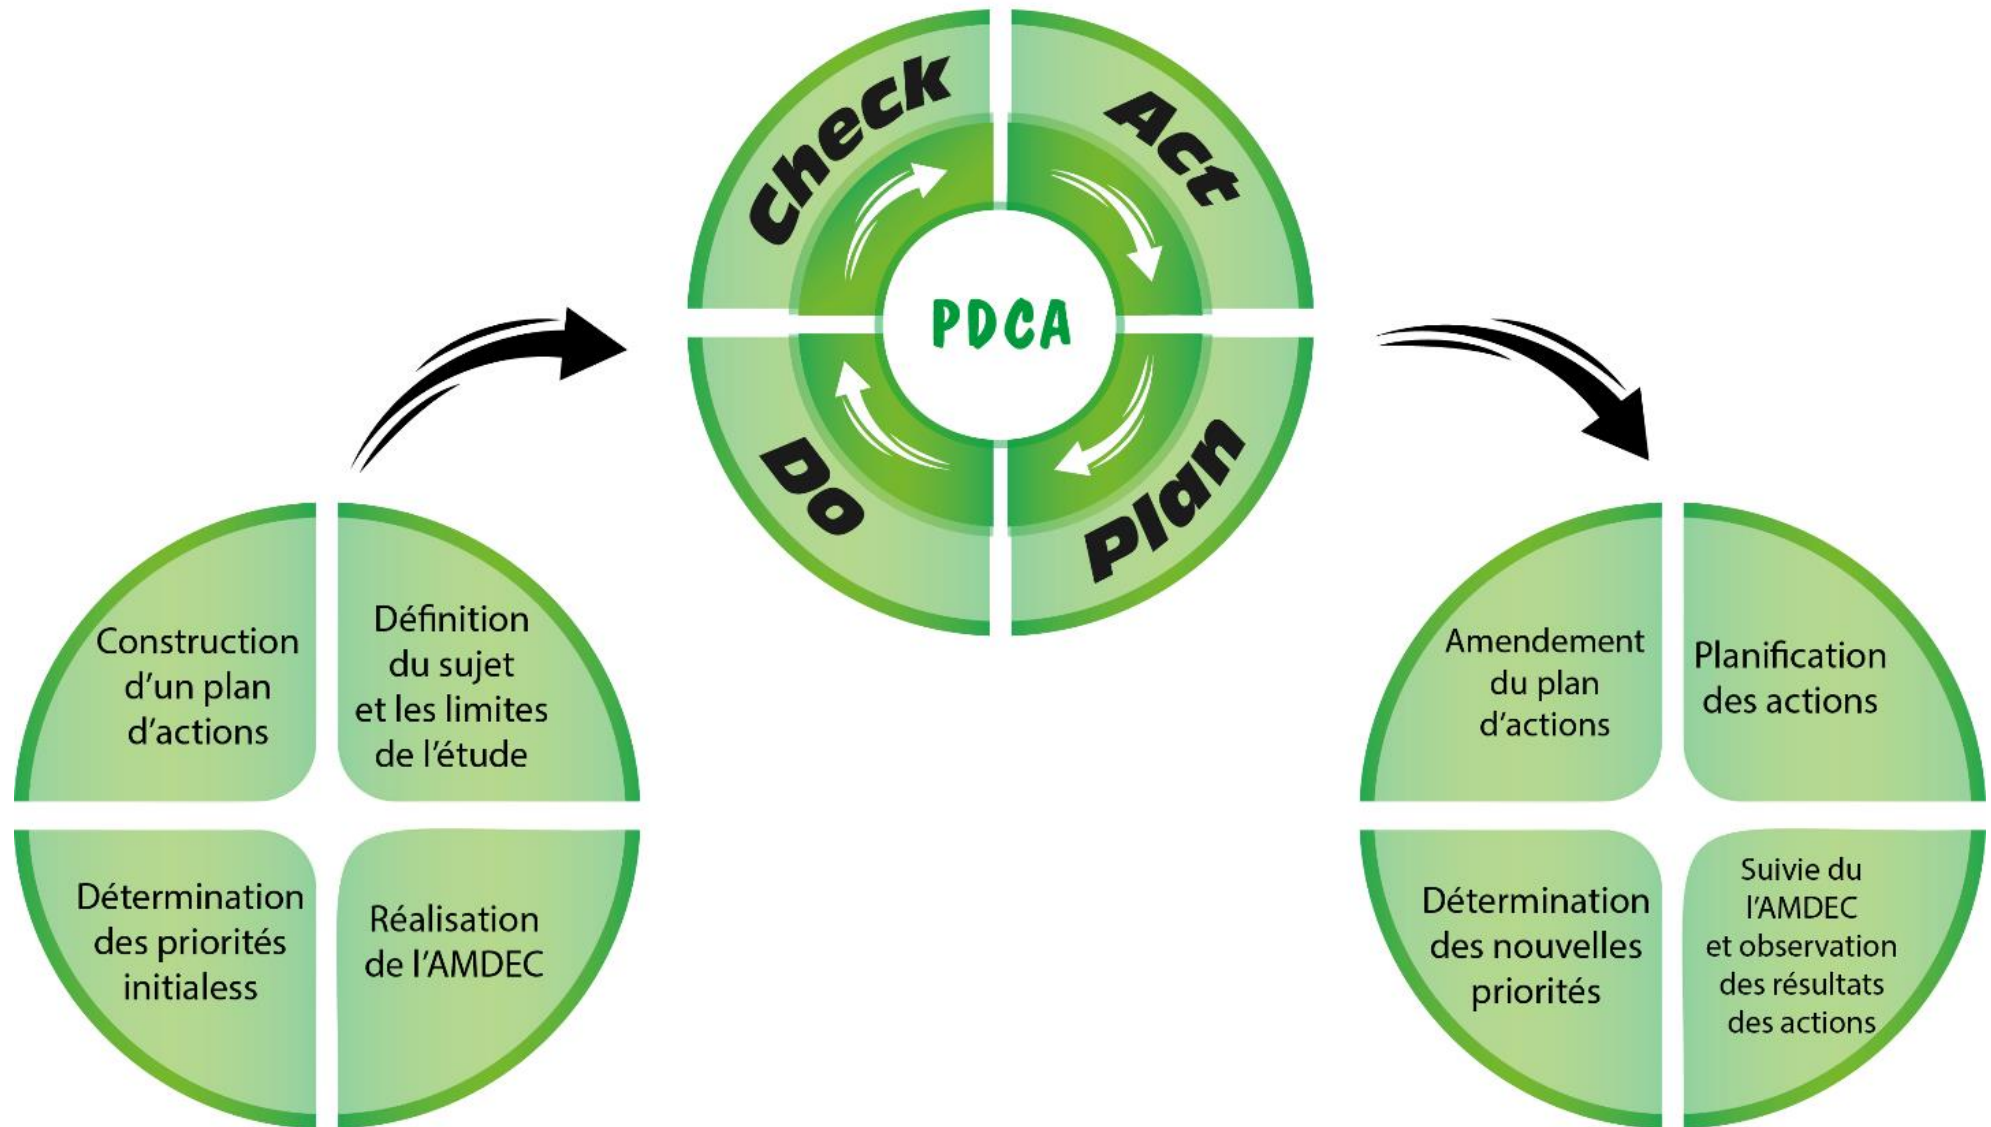 Check
Act
PDCA
Do
Plan
Construction
d'un plan
d'actions
Définition
du sujet
et les limites
de l'étude
Détermination
des priorités
initialess
Réalisation
de l'AMDEC
Amendement
du plan
d'actions
Planification
des actions
Détermination
des nouvelles
priorités
Suivie du
l'AMDEC
et observation
des résultats
des actions